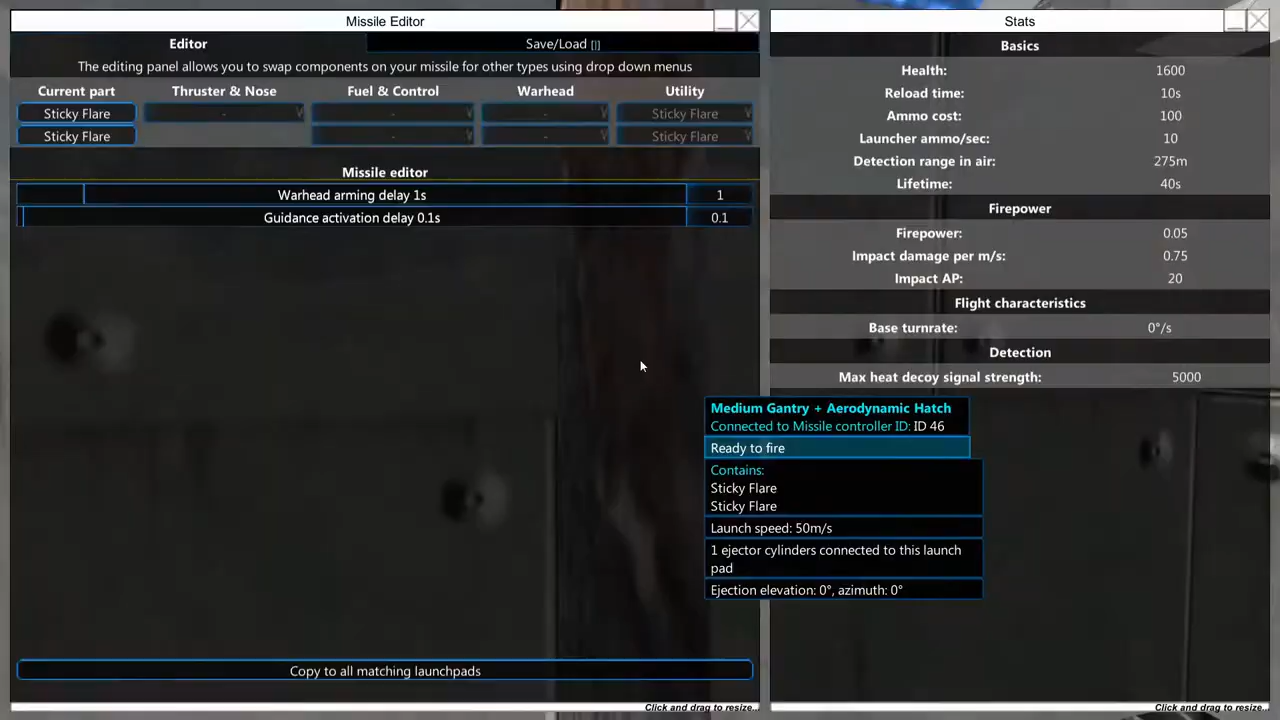 Missile Editor
Editor
Save/Load []]
The editing panel allows you to swap components on your missile for other types using drop down menus
Current part
Thruster & Nose
Fuel & Control
Warhead
Utility
Sticky Flare
-
-
-
Sticky Flare
Sticky Flare
-
-
Sticky Flare
Missile editor
Warhead arming delay 1s
1
Guidance activation delay 0.1s
0.1
Copy to all matching launchpads
Click and drag to resize...
Stats
Basics
Health: 1600
Reload time: 10s
Ammo cost: 100
Launcher ammo/sec: 10
Detection range in air: 275m
Lifetime: 40s
Firepower
Firepower: 0.05
Impact damage per m/s: 0.75
Impact AP: 20
Flight characteristics
Base turnrate: 0°/s
Detection
Max heat decoy signal strength: 5000
Medium Gantry + Aerodynamic Hatch
Connected to Missile controller ID: ID 46
Ready to fire
Contains:
Sticky Flare
Sticky Flare
Launch speed: 50m/s
1 ejector cylinders connected to this launch
pad
Ejection elevation: 0°, azimuth: 0°
Click and drag to resize...